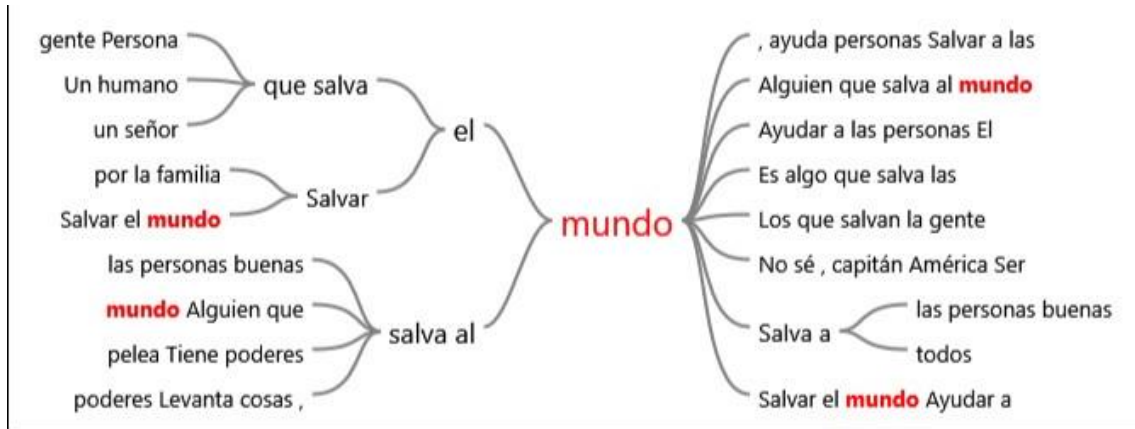 gente Persona
Un humano
un señor
que salva
por la familia
Salvar el mundo
Salvar
el
las personas buenas
mundo Alguien que
pelea Tiene poderes
poderes Levanta cosas ,
salva al
mundo
, ayuda personas Salvar a las
Alguien que salva al mundo
Ayudar a las personas El
Es algo que salva las
Los que salvan la gente
No sé , capitán América Ser
Salva a
las personas buenas
todos
Salvar el mundo Ayudar a